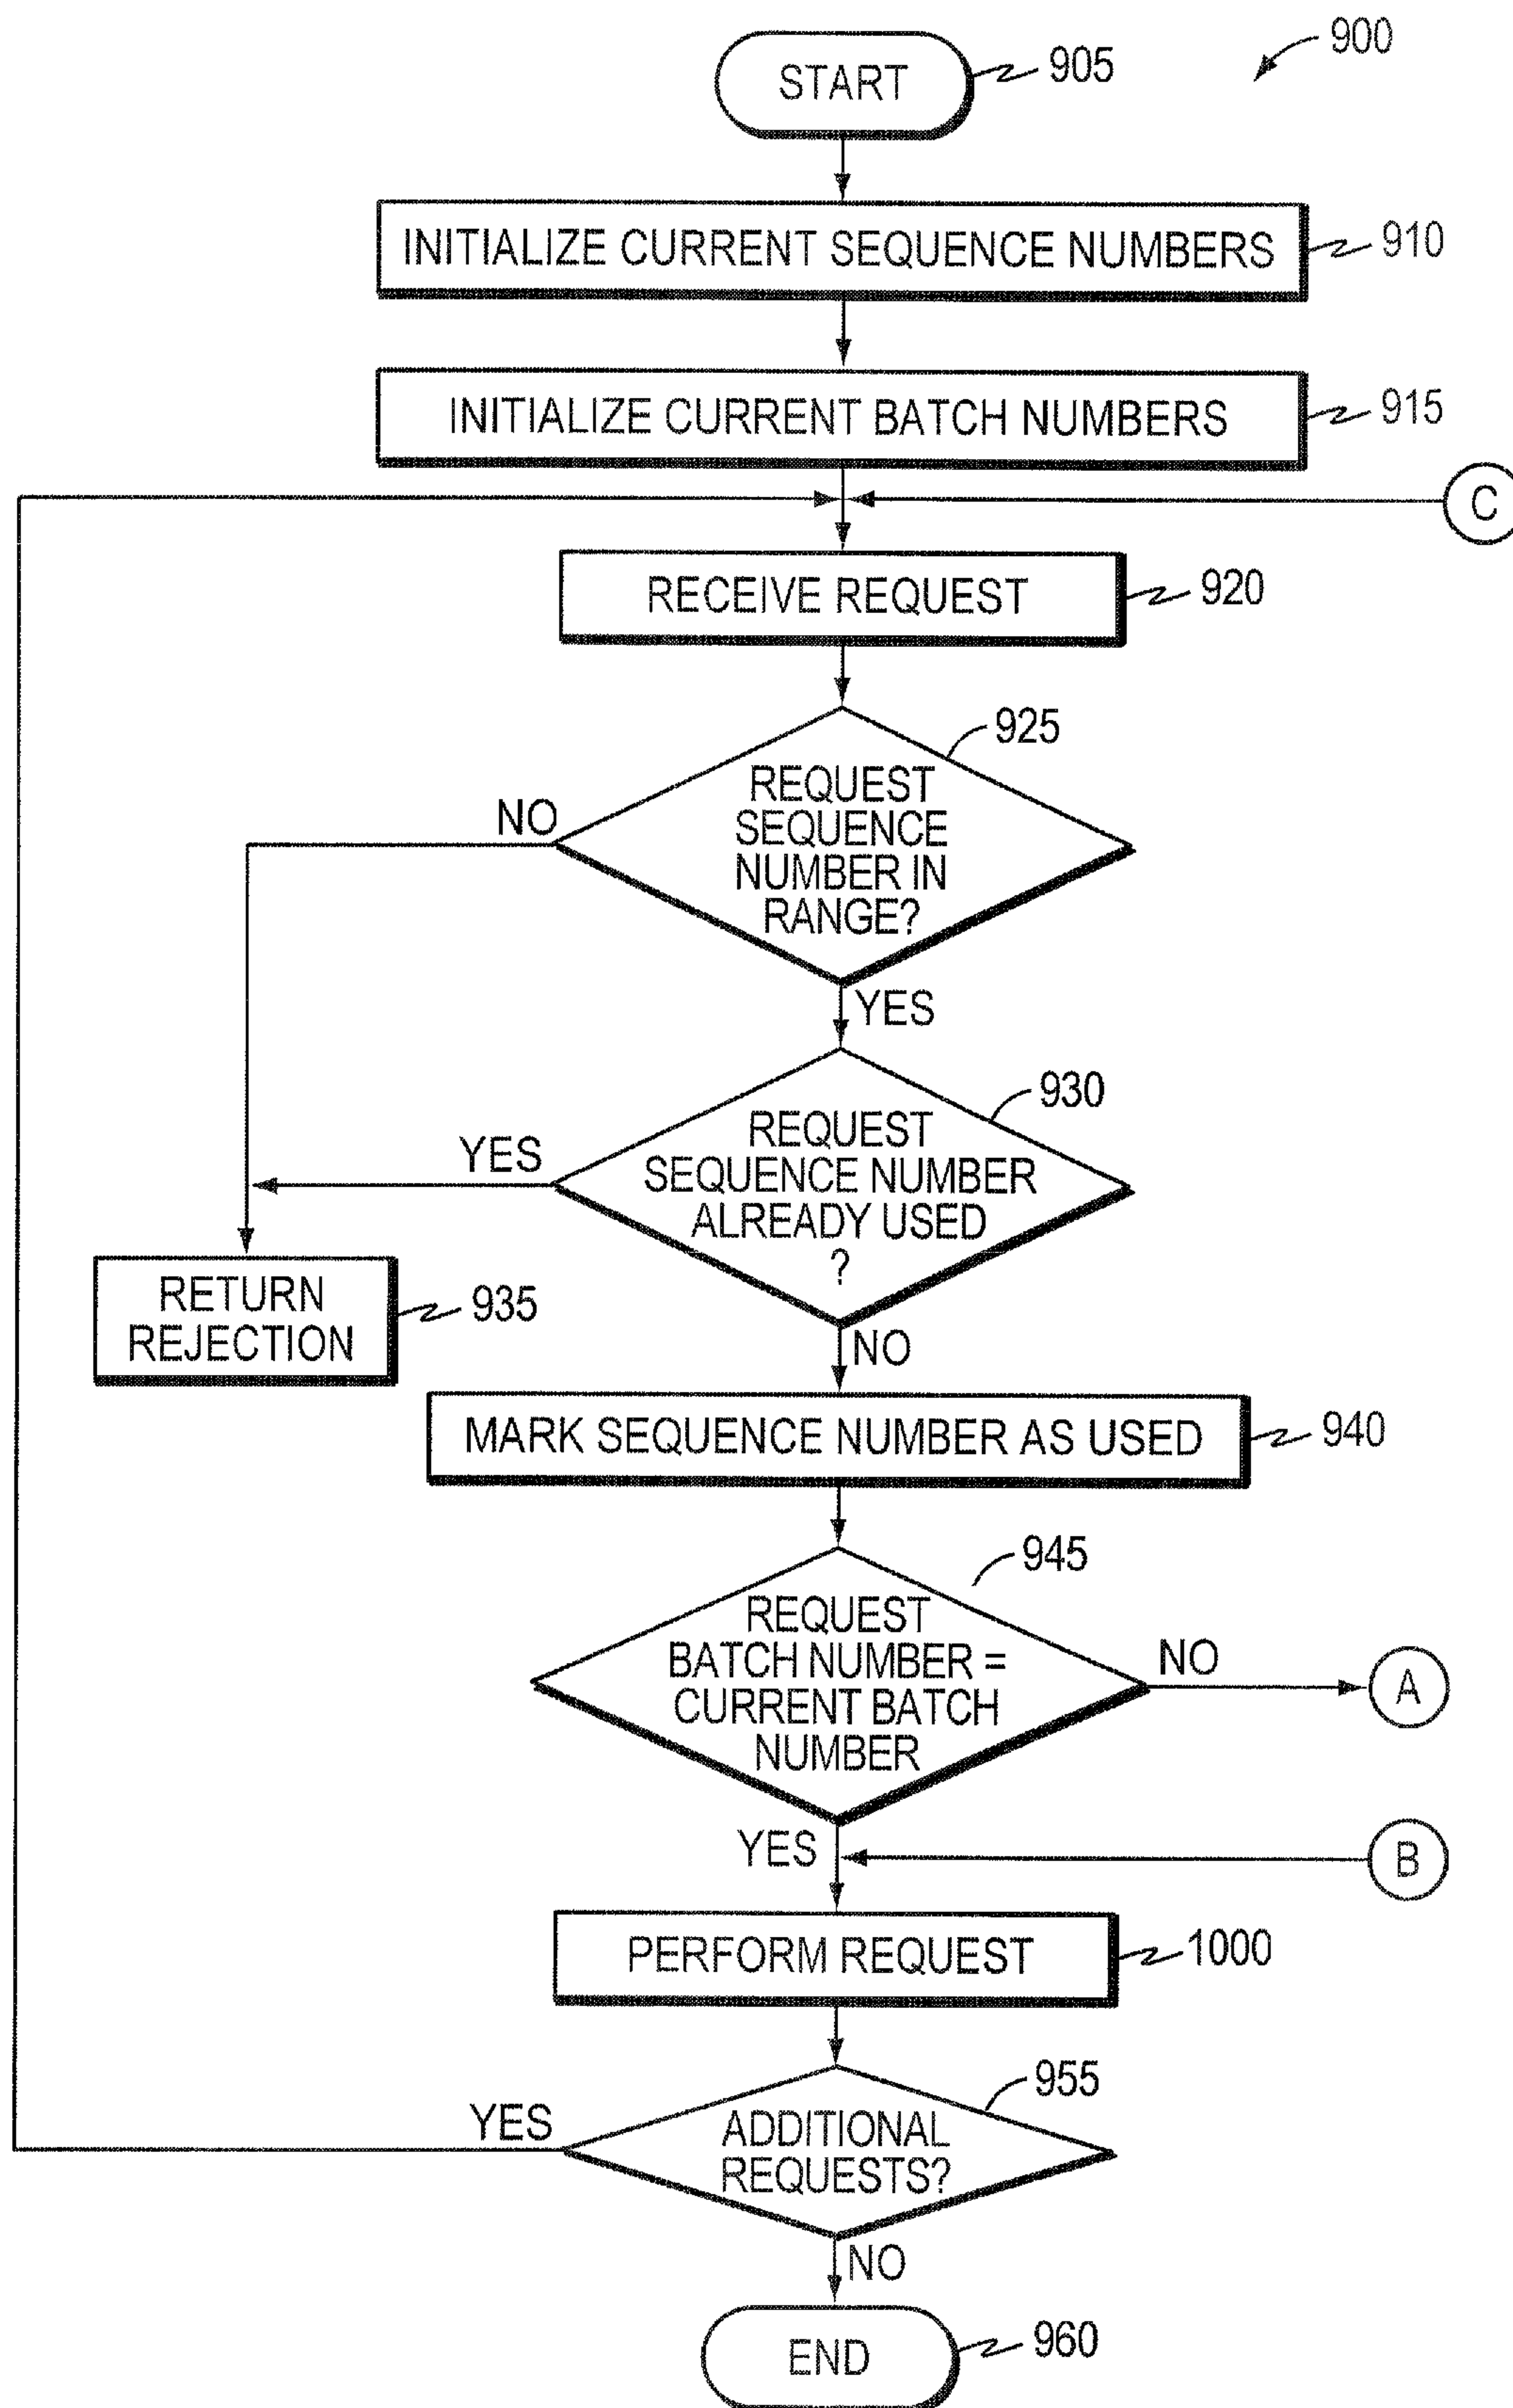 900
START
905
INITIALIZE CURRENT SEQUENCE NUMBERS
910
INITIALIZE CURRENT BATCH NUMBERS
915
C
RECEIVE REQUEST
920
925
REQUEST
SEQUENCE
NUMBER IN
RANGE?
NO
YES
930
REQUEST
SEQUENCE NUMBER
ALREADY USED
?
YES
RETURN
REJECTION
935
NO
MARK SEQUENCE NUMBER AS USED
940
945
REQUEST
BATCH NUMBER =
CURRENT BATCH
NUMBER
NO
A
YES
B
PERFORM REQUEST
1000
955
ADDITIONAL
REQUESTS?
YES
NO
END
960